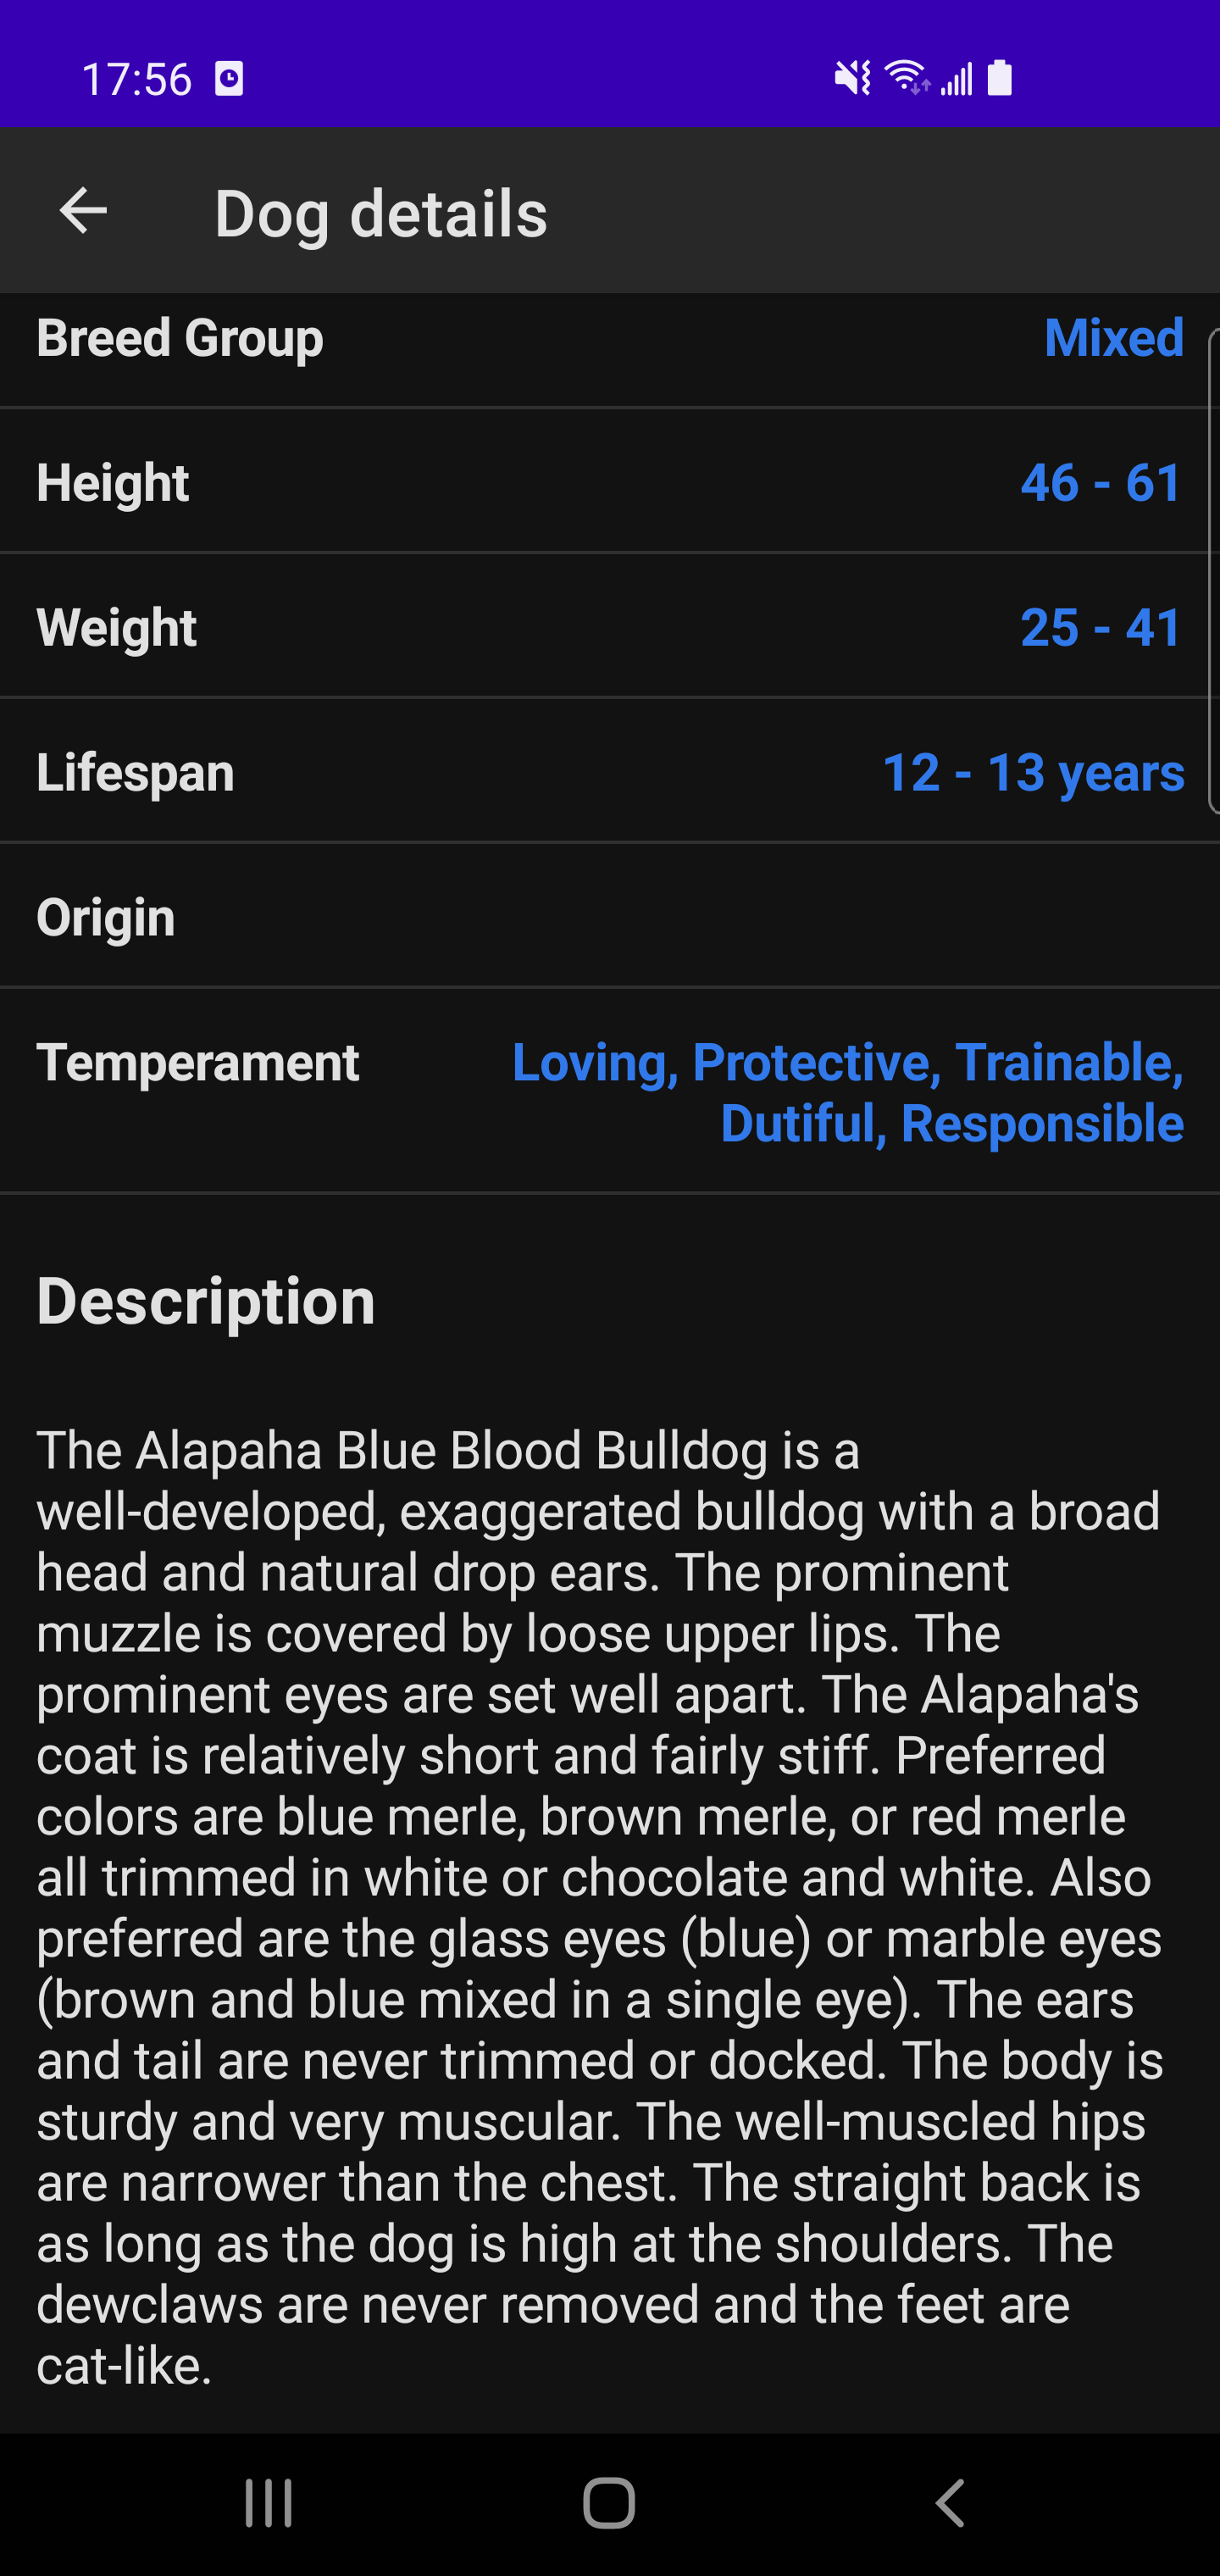 17:56
Dog details
Breed Group Mixed
Height 46 - 61
Weight 25 - 41
Lifespan 12 - 13 years
Origin
Temperament Loving, Protective, Trainable,
Dutiful, Responsible
Description
The Alapaha Blue Blood Bulldog is a
well-developed, exaggerated bulldog with a broad
head and natural drop ears. The prominent
muzzle is covered by loose upper lips. The
prominent eyes are set well apart. The Alapaha's
coat is relatively short and fairly stiff. Preferred
colors are blue merle, brown merle, or red merle
all trimmed in white or chocolate and white. Also
preferred are the glass eyes (blue) or marble eyes
(brown and blue mixed in a single eye). The ears
and tail are never trimmed or docked. The body is
sturdy and very muscular. The well-muscled hips
are narrower than the chest. The straight back is
as long as the dog is high at the shoulders. The
dewclaws are never removed and the feet are
cat-like.